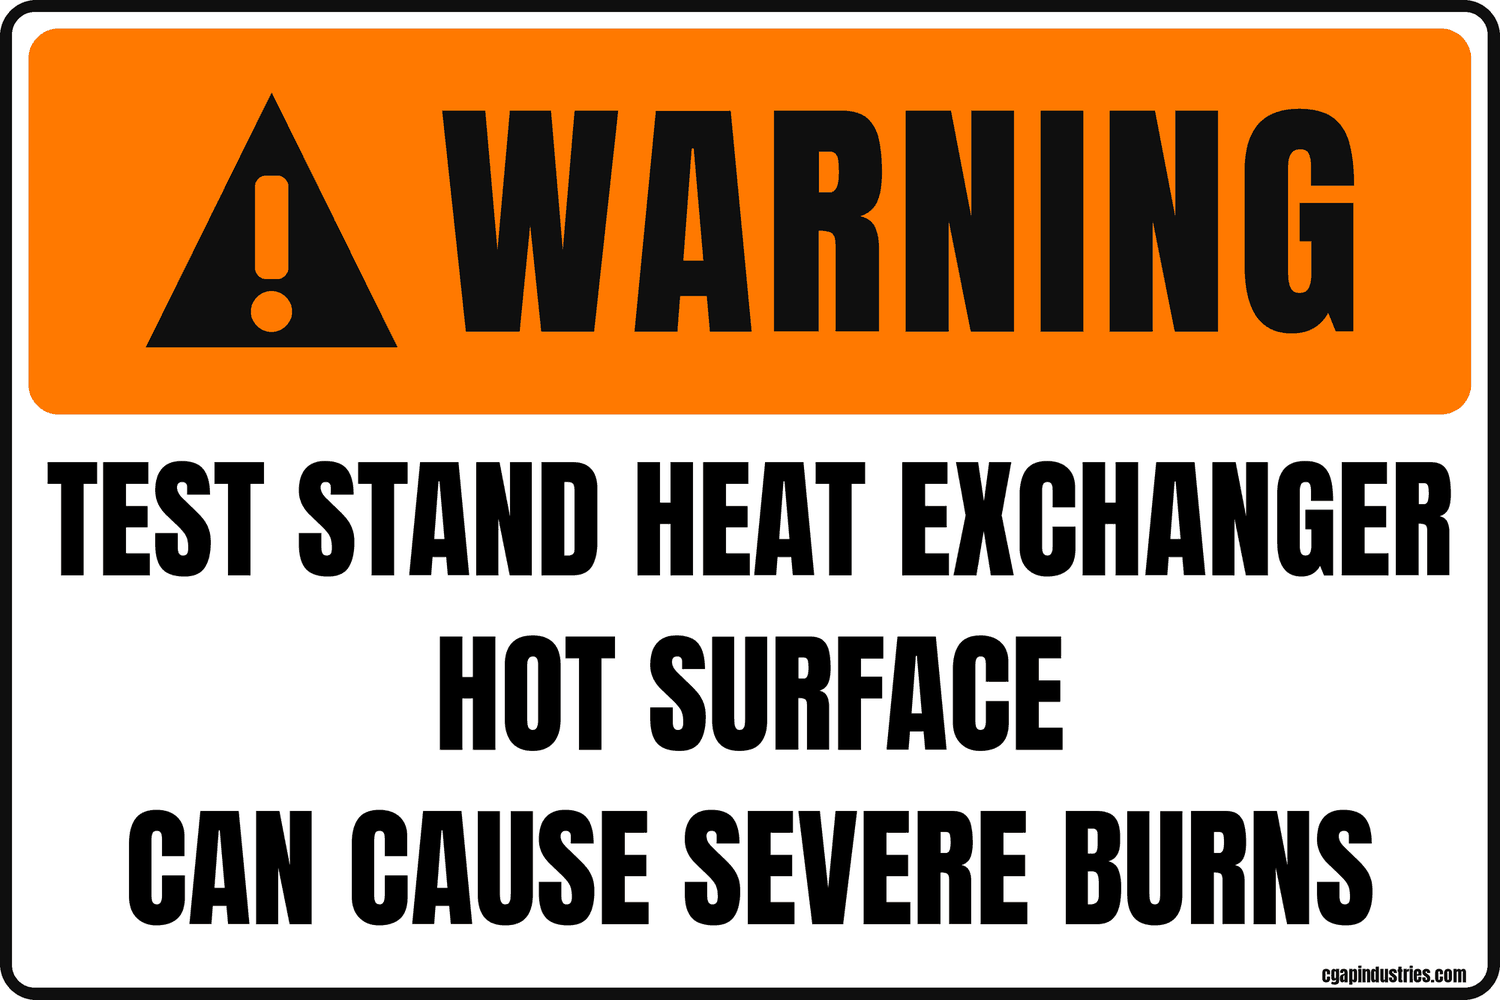 WARNING
TEST STAND HEAT EXCHANGER
HOT SURFACE
CAN CAUSE SEVERE BURNS
cgapindustries.com